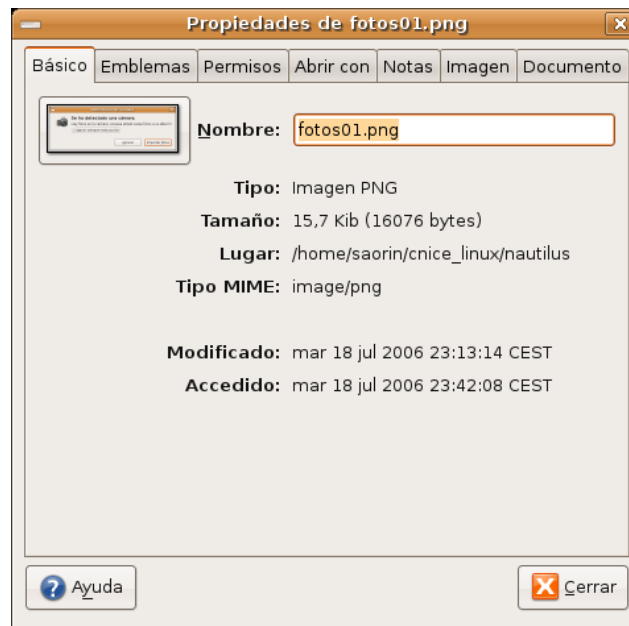 Propiedades de fotos01.png
Básico Emblemas Permisos Abrir con Notas Imagen Documento
Nombre: fotos01.png
Tipo: Imagen PNG
Tamaño: 15,7 Kib (16076 bytes)
Lugar: /home/saorin/cnice_linux/nautilus
Tipo MIME: image/png
Modificado: mar 18 jul 2006 23:13:14 CEST
Accedido: mar 18 jul 2006 23:42:08 CEST
Ayuda Cerrar